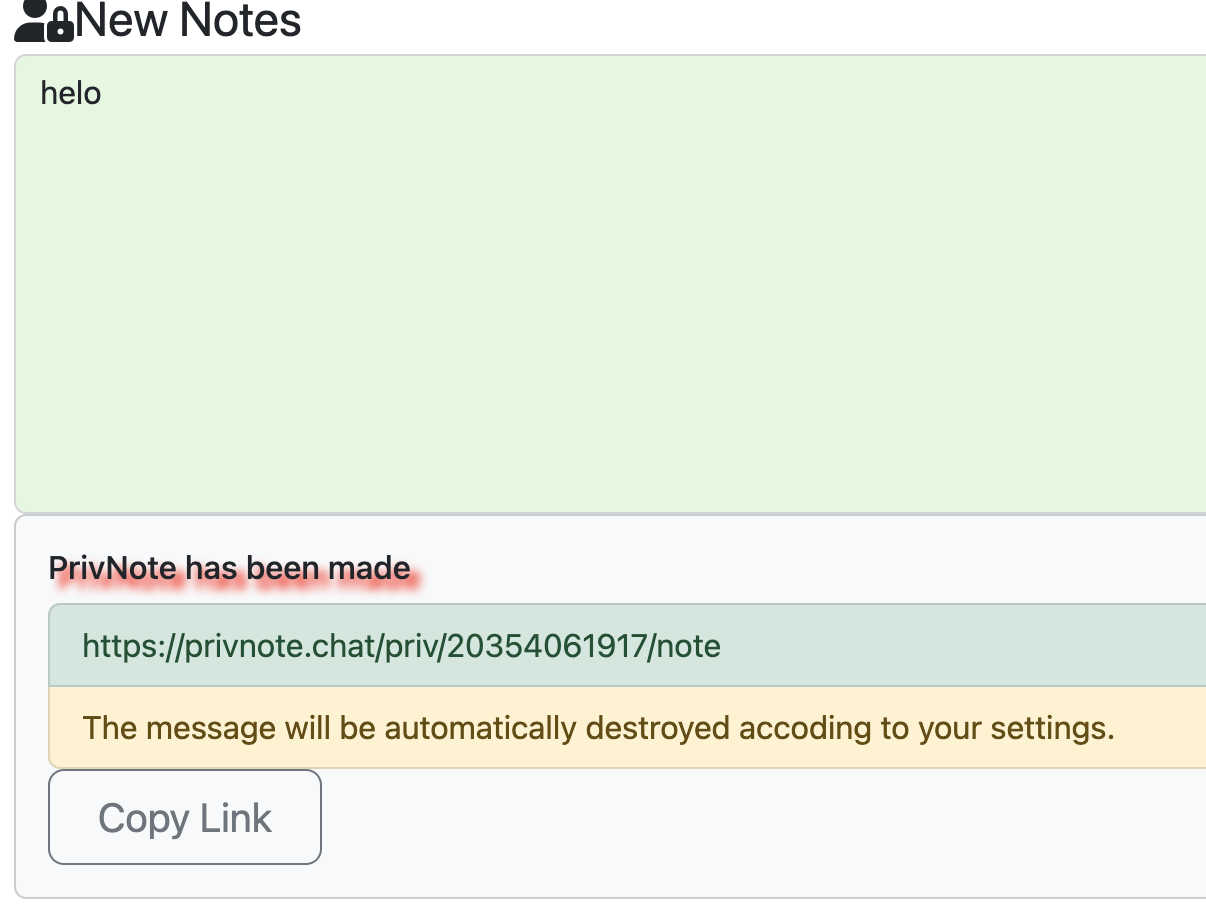 New Notes
helo
PrivNote has been made
https://privnote.chat/priv/20354061917/note
The message will be automatically destroyed accoding to your settings.
Copy Link